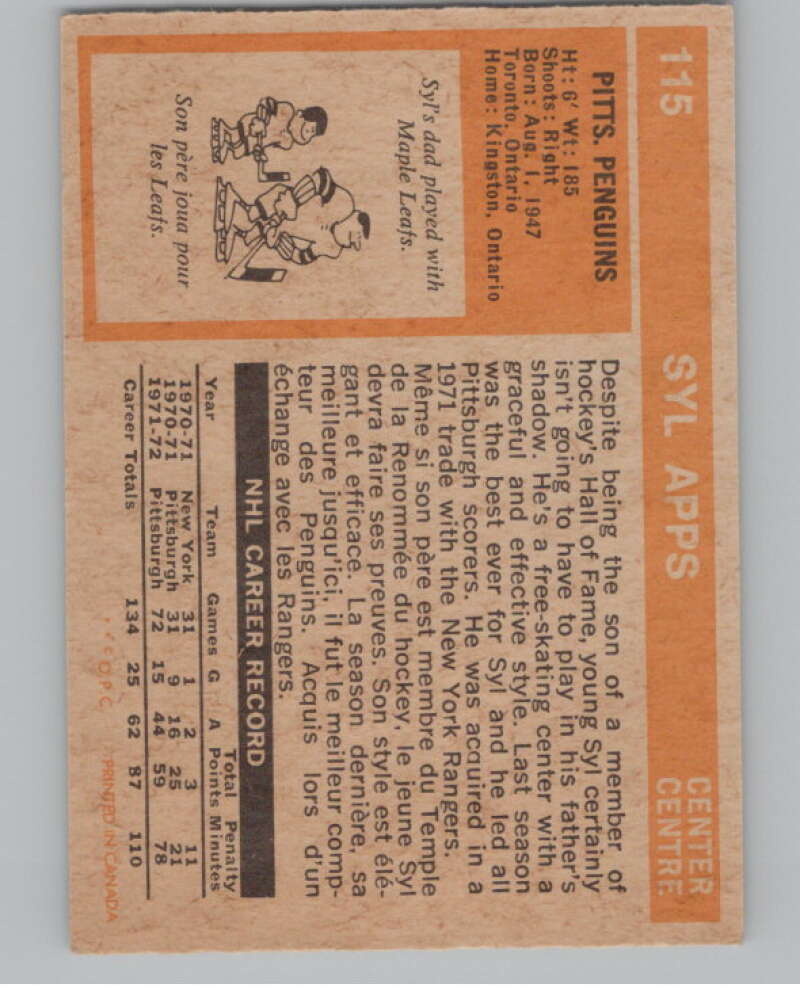 115 SYL APPS CENTER
CENTRE
PITTS. PENGUINS
Ht: 6' Wt: 185
Shoots: Right
Born: Aug. 1, 1947
Toronto, Ontario
Home: Kingston, Ontario
Syl's dad played with
Maple Leafs.
Son père joua pour
les Leafs.
Despite being the son of a member of
hockey's Hall of Fame, young Syl certainly
isn't going to have to play in his father's
shadow. He's a free-skating center with a
graceful and effective style. Last season
was the best ever for Syl and he led all
Pittsburgh scorers. He was acquired in a
1971 trade with the New York Rangers.
Même si son père est membre du Temple
de la Renommée du hockey, le jeune Syl
devra faire ses preuves. Son style est élé-
gant et efficace. La season dernière, sa
meilleure jusqu'ici, il fut le meilleur comp-
teur des Penguins. Acquis lors d'un
échange avec les Rangers.
NHL CAREER RECORD
Total Penalty
Year Team Games G A Points Minutes
1970-71 New York 31 1 2 3 11
1970-71 Pittsburgh 31 9 16 25 21
1971-72 Pittsburgh 72 15 44 59 78
Career Totals 134 25 62 87 110
O.P.C. PRINTED IN CANADA